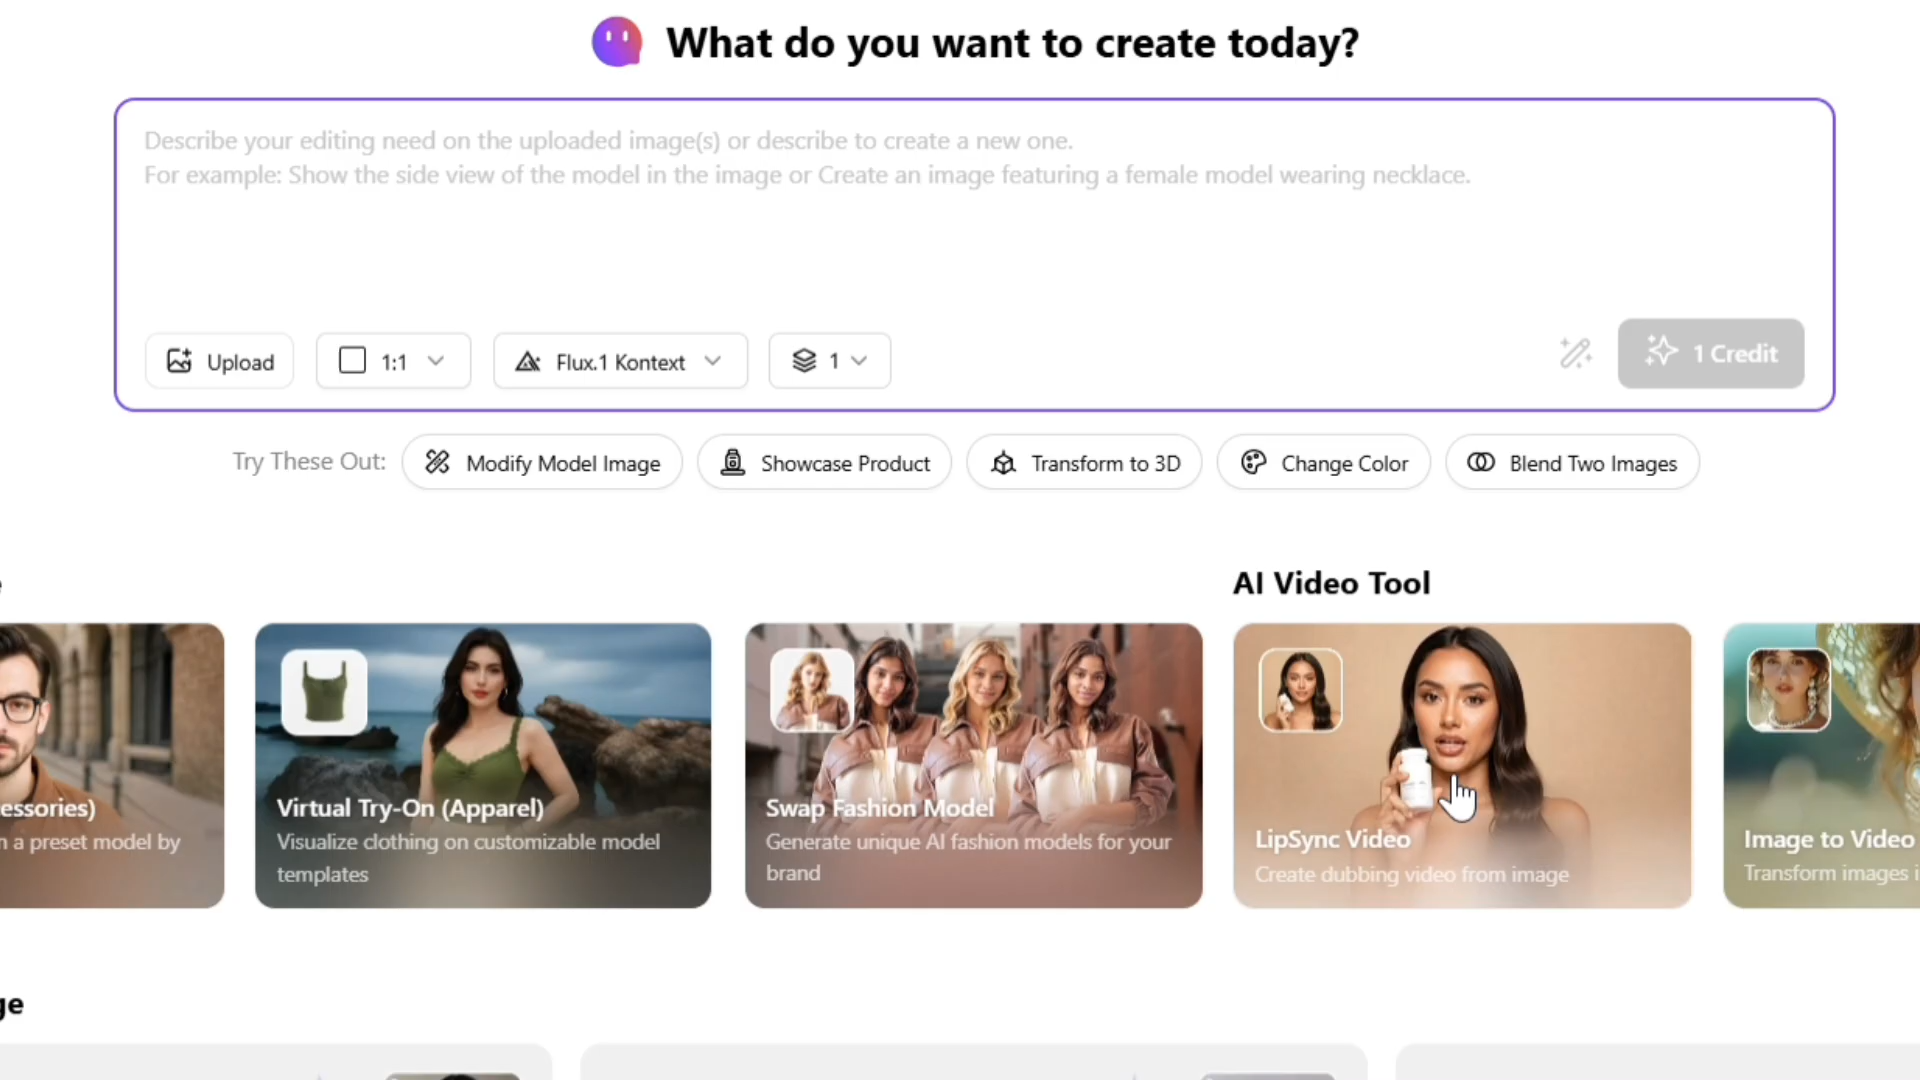 What do you want to create today?
Describe your editing need on the uploaded image(s) or describe to create a new one.
For example: Show the side view of the model in the image or Create an image featuring a female model wearing necklace.
Upload
1:1
Flux.1 Kontext
1
1 Credit
Try These Out:
Modify Model Image
Showcase Product
Transform to 3D
Change Color
Blend Two Images
AI Video Tool
essories)
a preset model by
Virtual Try-On (Apparel)
Visualize clothing on customizable model
templates
Swap Fashion Model
Generate unique AI fashion models for your
brand
LipSync Video
Create dubbing video from image
Image to Video
Transform images i
ge